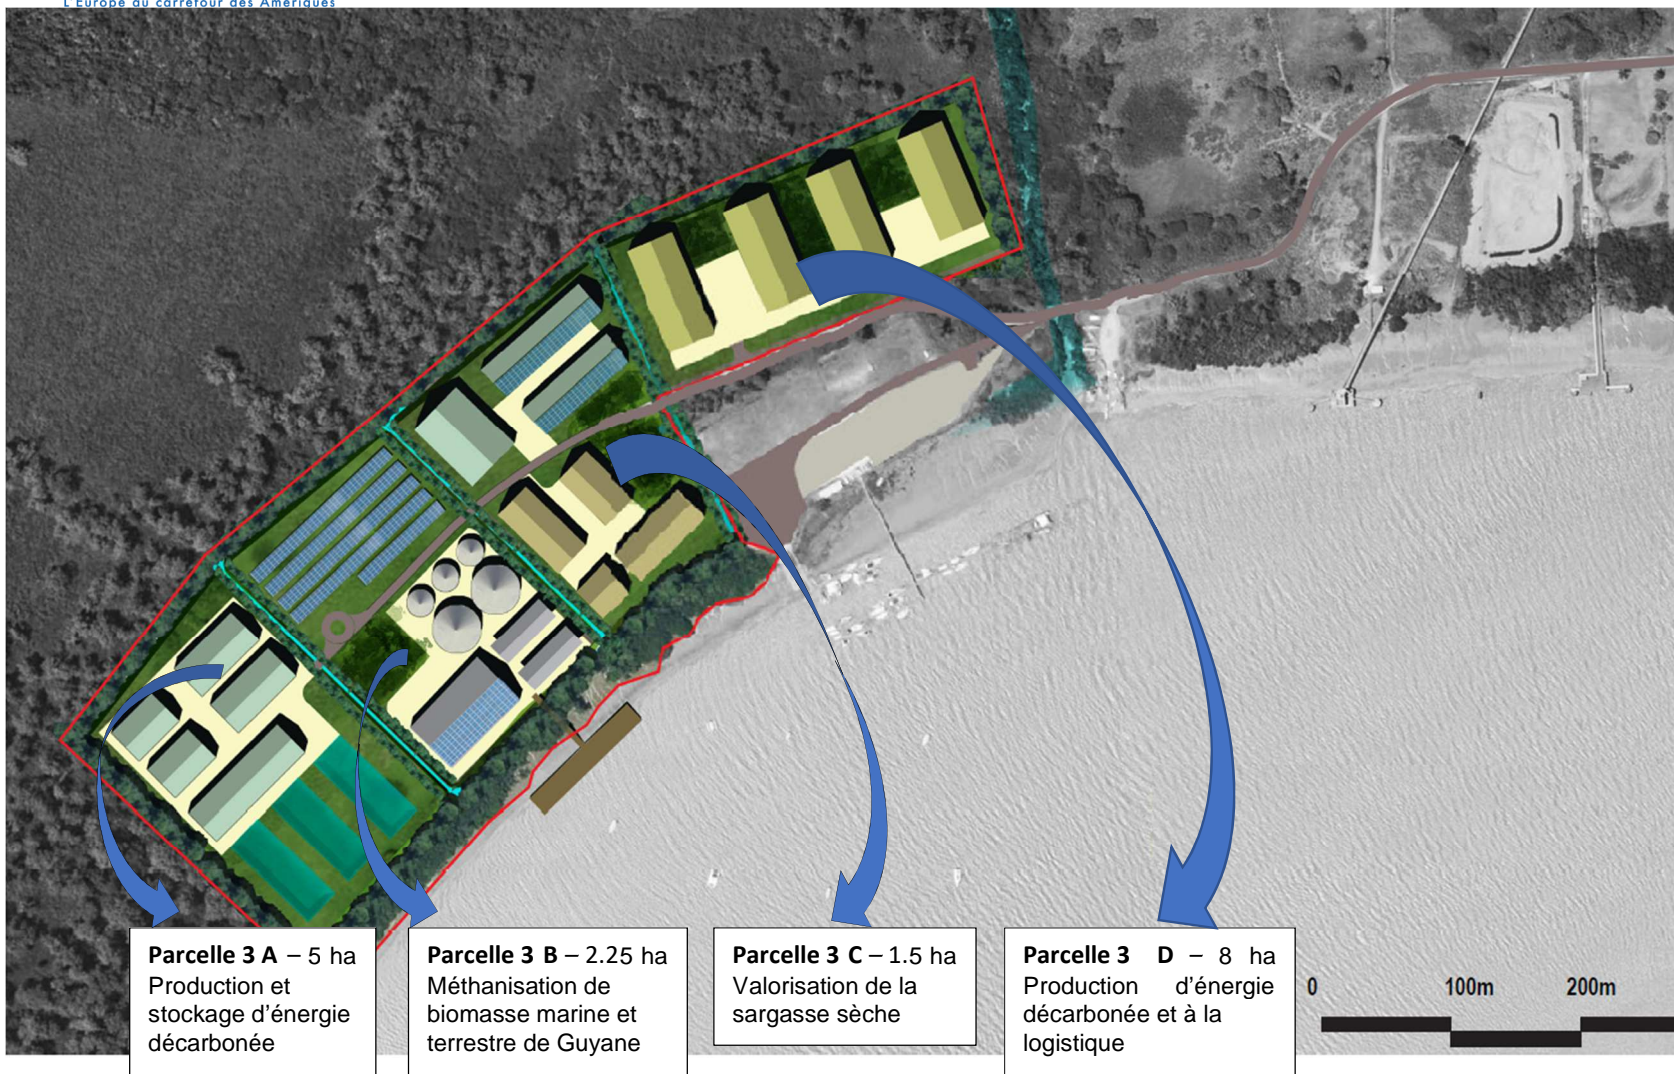 L'Europe au carrefour des Amériques
Parcelle 3 A – 5 ha
Production et
stockage d'énergie
décarbonée
Parcelle 3 B – 2.25 ha
Méthanisation de
biomasse marine et
terrestre de Guyane
Parcelle 3 C – 1.5 ha
Valorisation de la
sargasse sèche
Parcelle 3 D – 8 ha
Production d'énergie
décarbonée et à la
logistique
0 100m 200m